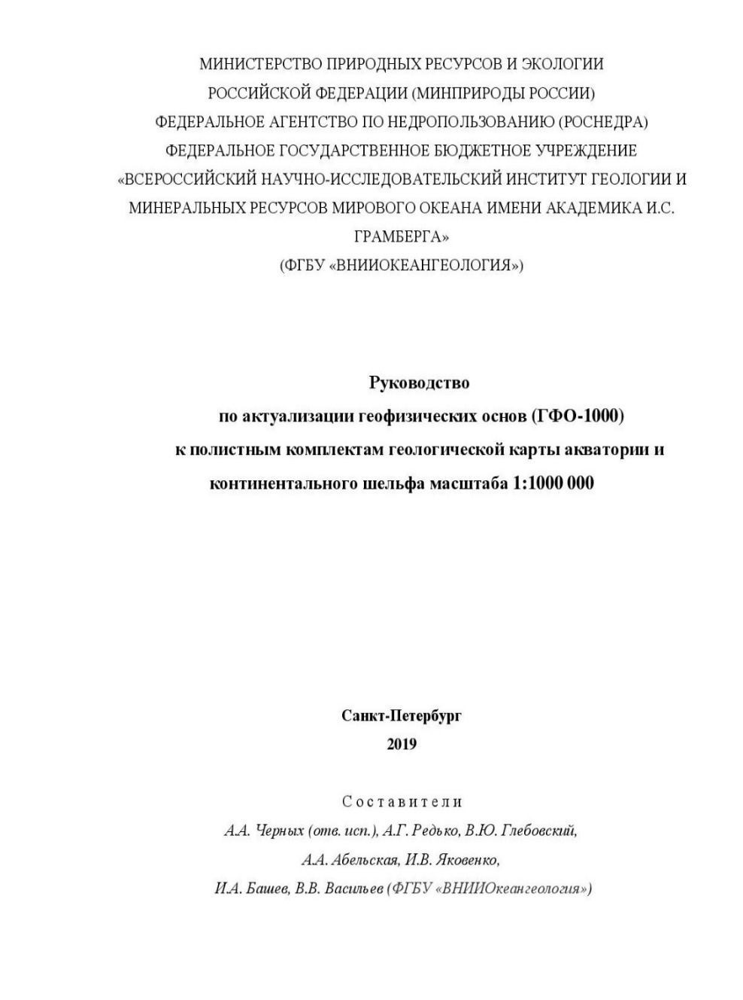 МИНИСТЕРСТВО ПРИРОДНЫХ РЕСУРСОВ И ЭКОЛОГИИ
РОССИЙСКОЙ ФЕДЕРАЦИИ (МИНПРИРОДЫ РОССИИ)
ФЕДЕРАЛЬНОЕ АГЕНТСТВО ПО НЕДРОПОЛЬЗОВАНИЮ (РОСНЕДРА)
ФЕДЕРАЛЬНОЕ ГОСУДАРСТВЕННОЕ БЮДЖЕТНОЕ УЧРЕЖДЕНИЕ
«ВСЕРОССИЙСКИЙ НАУЧНО-ИССЛЕДОВАТЕЛЬСКИЙ ИНСТИТУТ ГЕОЛОГИИ И
МИНЕРАЛЬНЫХ РЕСУРСОВ МИРОВОГО ОКЕАНА ИМЕНИ АКАДЕМИКА И.С.
ГРАМБЕРГА»
(ФГБУ «ВНИИОКЕАНГЕОЛОГИЯ»)
Руководство
по актуализации геофизических основ (ГФО-1000)
к полистным комплектам геологической карты акватории и
континентального шельфа масштаба 1:1000 000
Санкт-Петербург
2019
С о с т а в и т е л и
А.А. Черных (отв. исп.), А.Г. Редько, В.Ю. Глебовский,
А.А. Абельская, И.В. Яковенко,
И.А. Башев, В.В. Васильев (ФГБУ «ВНИИОкеангеология»)